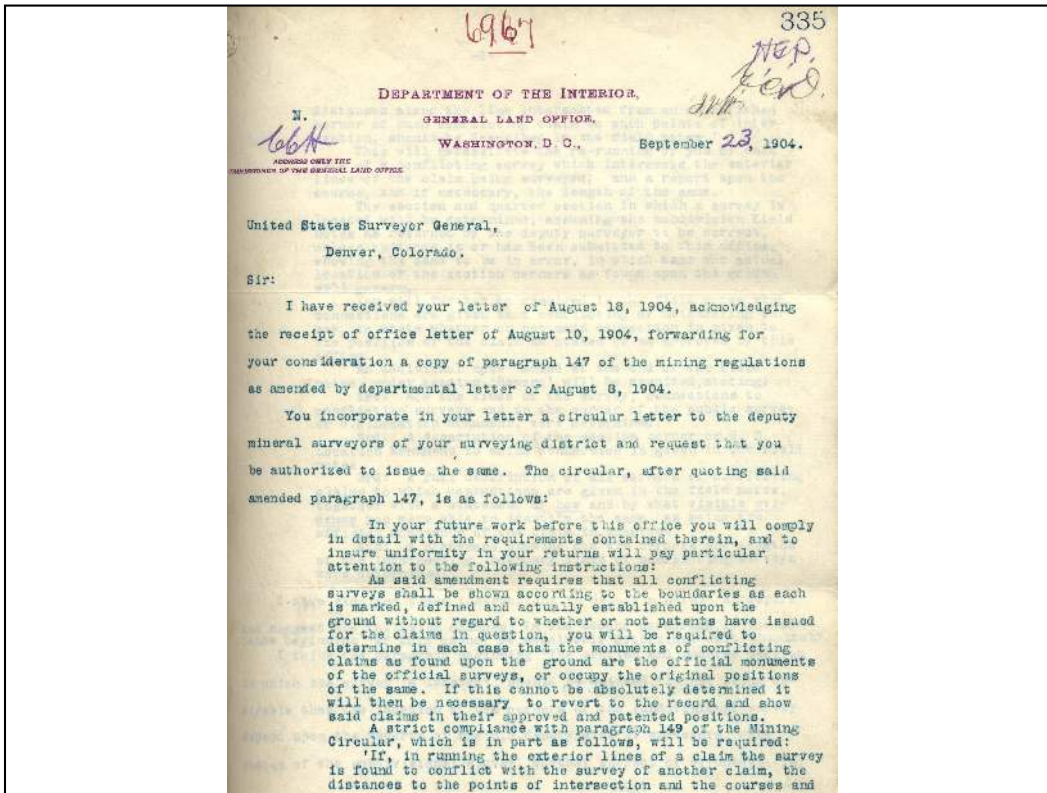 6967
335
H.E.P.
DEPARTMENT OF THE INTERIOR,
N.
GENERAL LAND OFFICE,
WASHINGTON, D. C., September 23, 1904.
ADDRESS ONLY THE
COMMISSIONER OF THE GENERAL LAND OFFICE
United States Surveyor General,
Denver, Colorado.
Sir:
I have received your letter of August 18, 1904, acknowledging
the receipt of office letter of August 10, 1904, forwarding for
your consideration a copy of paragraph 147 of the mining regulations
as amended by departmental letter of August 8, 1904.
You incorporate in your letter a circular letter to the deputy
mineral surveyors of your surveying district and request that you
be authorized to issue the same. The circular, after quoting said
amended paragraph 147, is as follows:
In your future work before this office you will comply
in detail with the requirements contained therein, and to
insure uniformity in your returns will pay particular
attention to the following instructions:
As said amendment requires that all conflicting
surveys shall be shown according to the boundaries as each
is marked, defined and actually established upon the
ground without regard to whether or not patents have issued
for the claims in question, you will be required to
determine in each case that the monuments of conflicting
claims as found upon the ground are the official monuments
of the official surveys, or occupy the original positions
of the same. If this cannot be absolutely determined it
will then be necessary to revert to the record and show
said claims in their approved and patented positions.
A strict compliance with paragraph 149 of the Mining
Circular, which is in part as follows, will be required:
'If, in running the exterior lines of a claim the survey
is found to conflict with the survey of another claim, the
distances to the points of intersection and the courses and